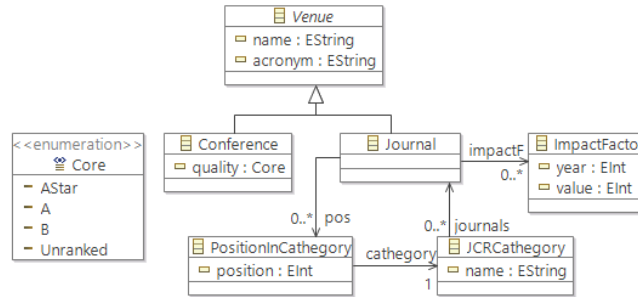 Venue
name : EString
acronym : EString
<<enumeration>>
Core
AStar
A
B
Unranked
Conference
quality : Core
Journal
impactF
0..*
ImpactFacto
year : EInt
value : EInt
0..*
pos
0..*
journals
PositionInCathegory
position : EInt
cathegory
1
JCRCathegory
name : EString